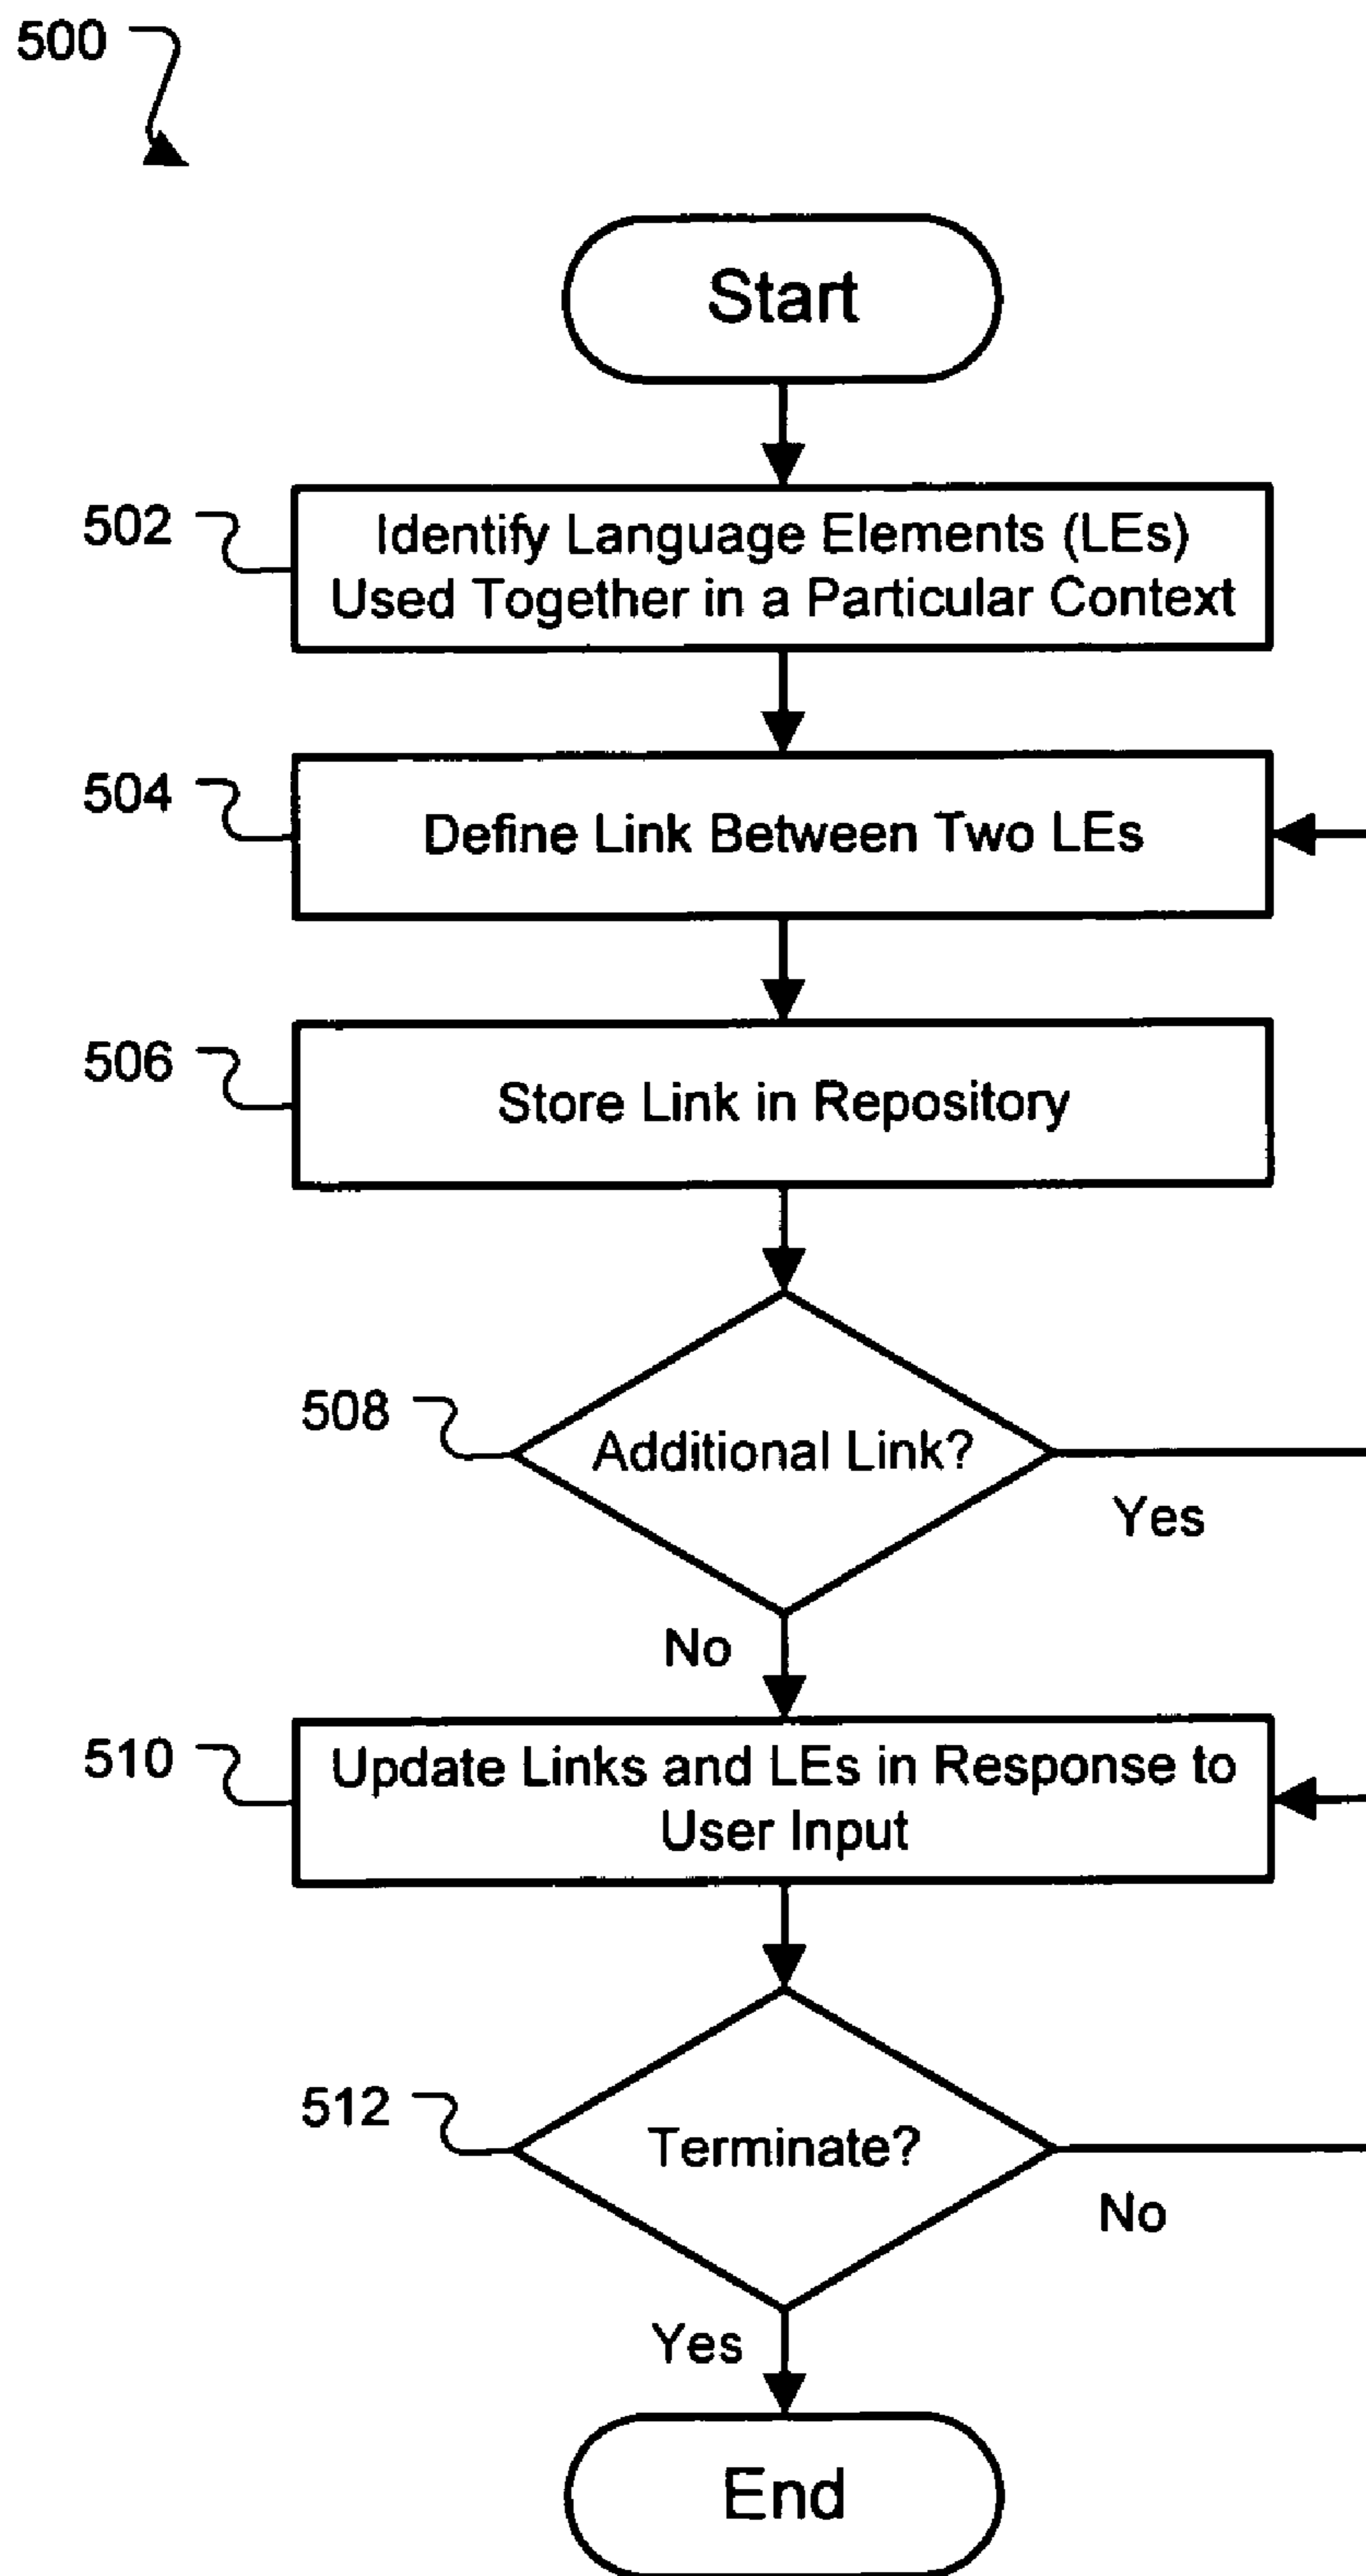 500
Start
502
Identify Language Elements (LEs)
Used Together in a Particular Context
504
Define Link Between Two LEs
506
Store Link in Repository
508
Additional Link?
Yes
No
510
Update Links and LEs in Response to
User Input
512
Terminate?
No
Yes
End